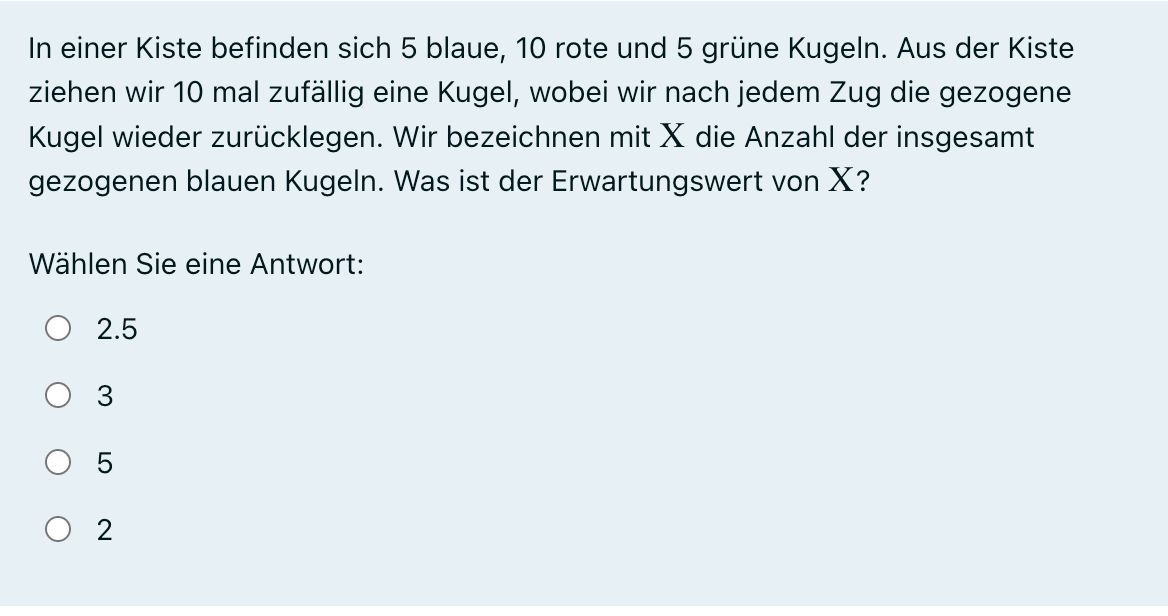 In einer Kiste befinden sich 5 blaue, 10 rote und 5 grüne Kugeln. Aus der Kiste
ziehen wir 10 mal zufällig eine Kugel, wobei wir nach jedem Zug die gezogene
Kugel wieder zurücklegen. Wir bezeichnen mit X die Anzahl der insgesamt
gezogenen blauen Kugeln. Was ist der Erwartungswert von X?
Wählen Sie eine Antwort:
2.5
3
5
2